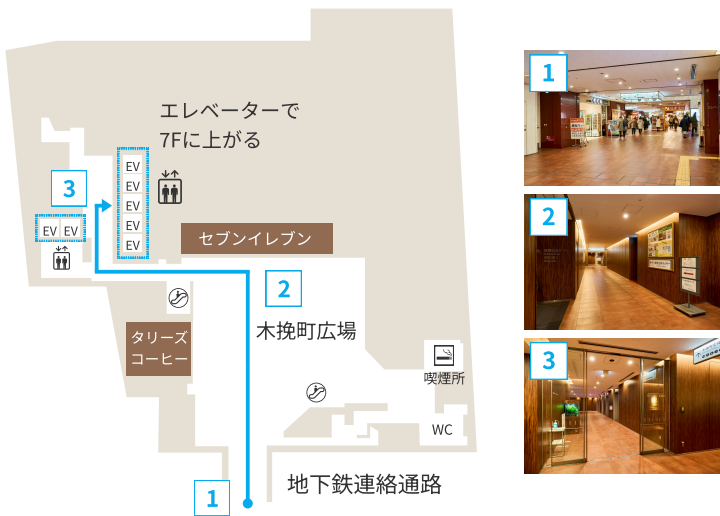 エレベーターで
7Fに上がる
EV
EV
EV
EV
EV
3
EV EV
セブンイレブン
2
木挽町広場
タリーズ
コーヒー
喫煙所
WC
地下鉄連絡通路
1
1
2
3